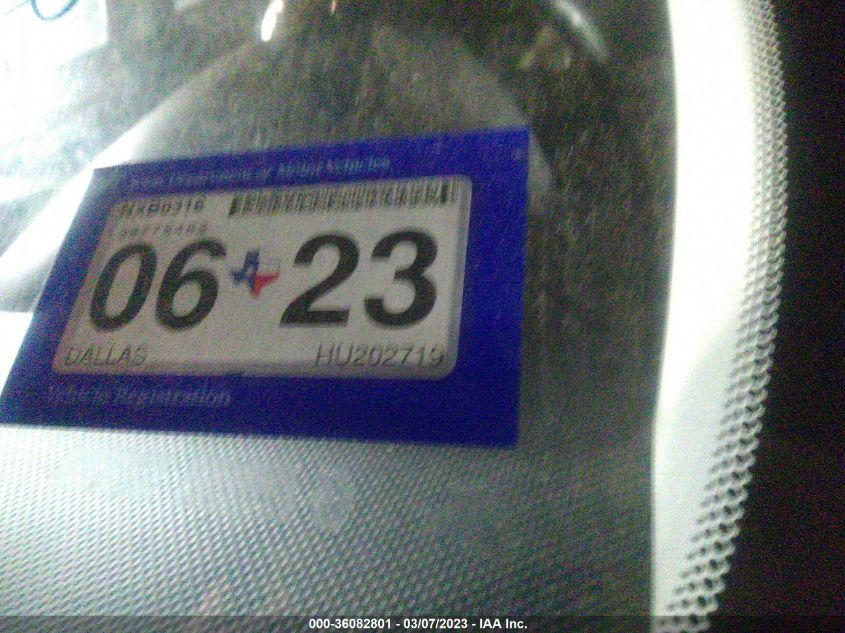 Texas Department of Motor Vehicles
06 23
DALLAS HU202719
Vehicle Registration
000-36082801 - 03/07/2023 - IAA Inc.